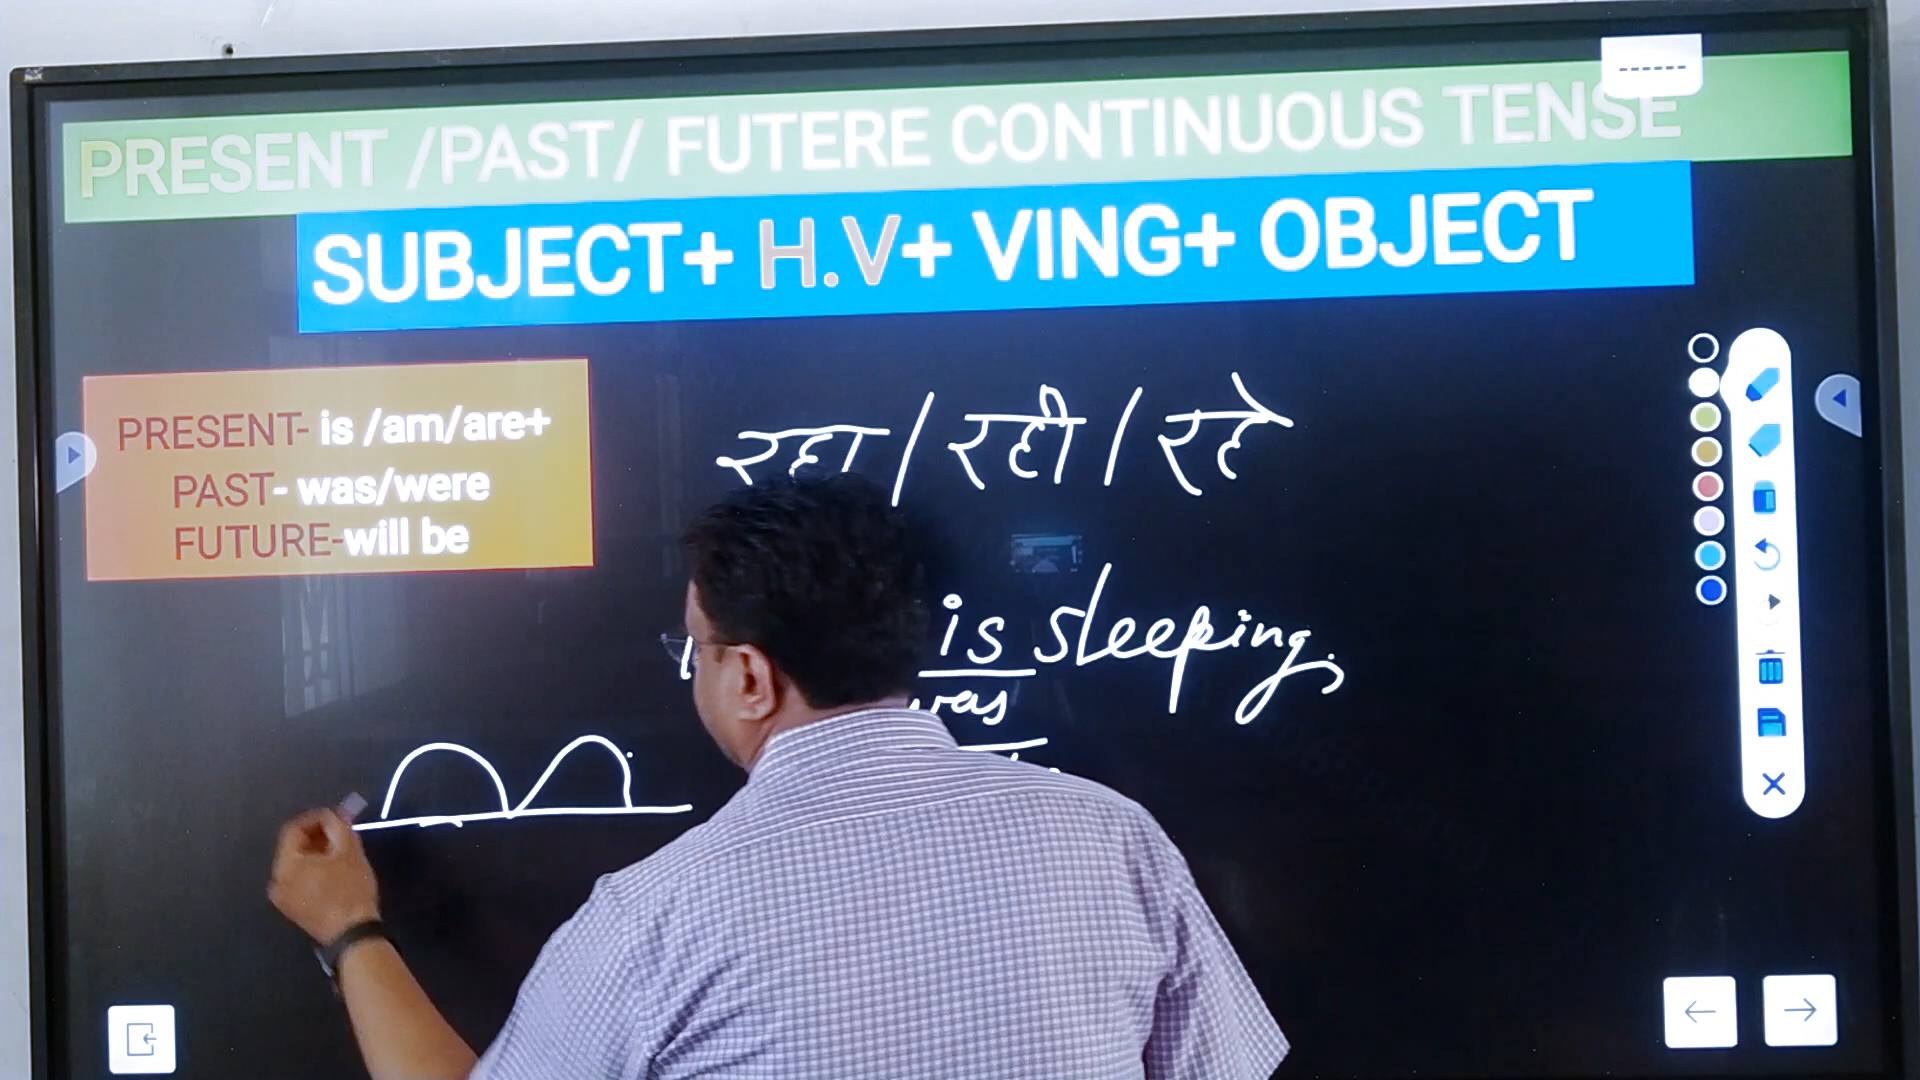 PRESENT /PAST/ FUTERE CONTINUOUS TENSE
SUBJECT+ H.V+ VING+ OBJECT
PRESENT- is /am/are+
PAST- was/were
FUTURE-will be
रहा / रही / रहे
is sleeping.
was